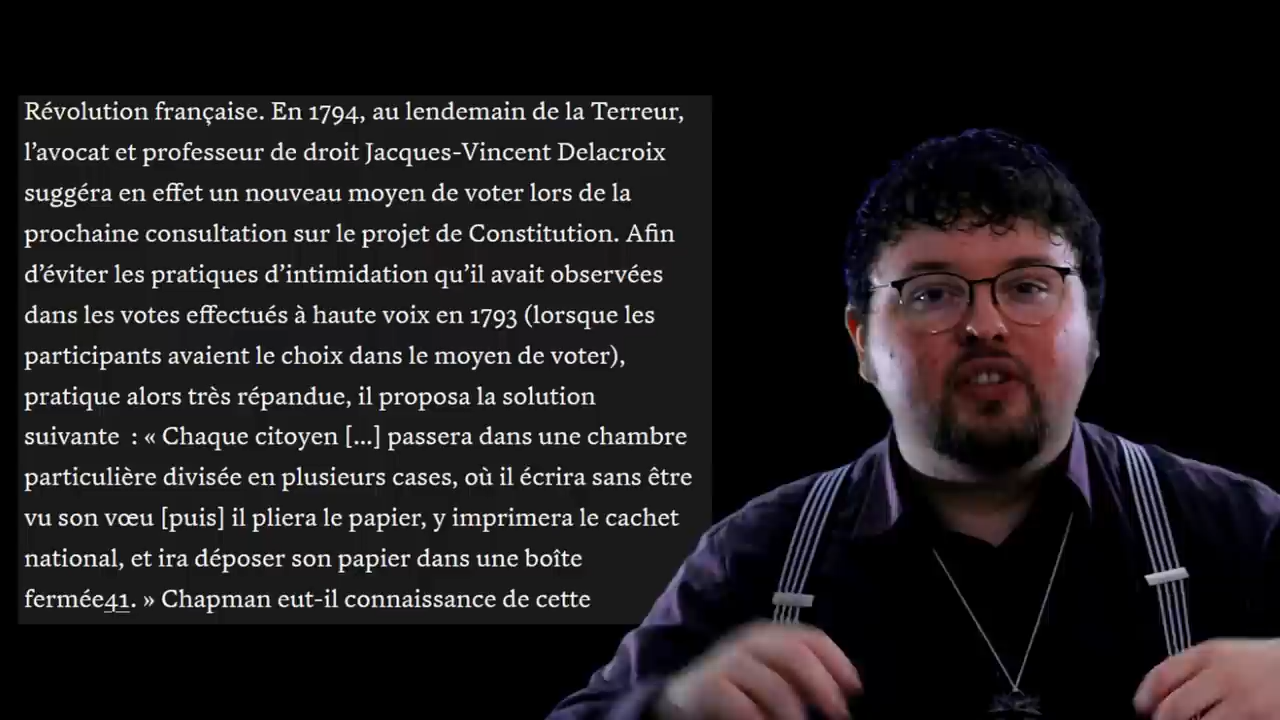 Révolution française. En 1794, au lendemain de la Terreur,
l’avocat et professeur de droit Jacques-Vincent Delacroix
suggéra en effet un nouveau moyen de voter lors de la
prochaine consultation sur le projet de Constitution. Afin
d’éviter les pratiques d’intimidation qu’il avait observées
dans les votes effectués à haute voix en 1793 (lorsque les
participants avaient le choix dans le moyen de voter),
pratique alors très répandue, il proposa la solution
suivante : « Chaque citoyen [...] passera dans une chambre
particulière divisée en plusieurs cases, où il écrira sans être
vu son vœu [puis] il pliera le papier, y imprimera le cachet
national, et ira déposer son papier dans une boîte
fermée41. » Chapman eut-il connaissance de cette